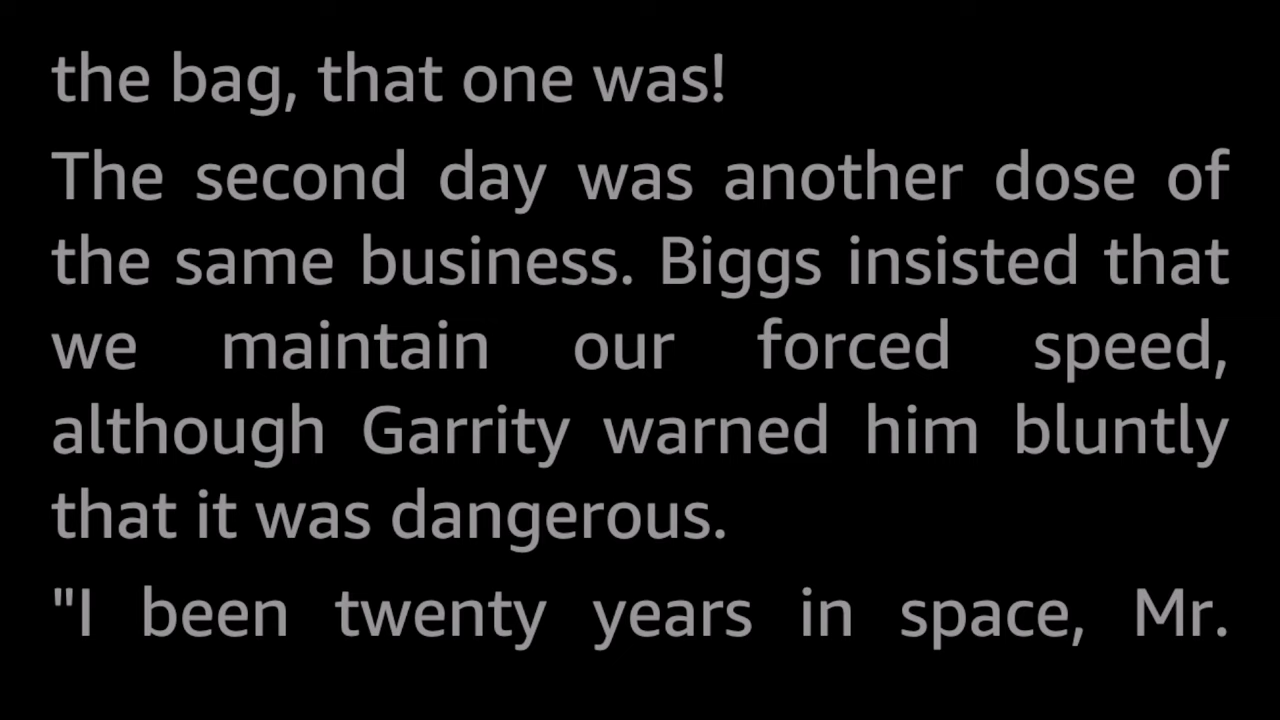 the bag, that one was!
The second day was another dose of
the same business. Biggs insisted that
we maintain our forced speed,
although Garrity warned him bluntly
that it was dangerous.
"I been twenty years in space, Mr.